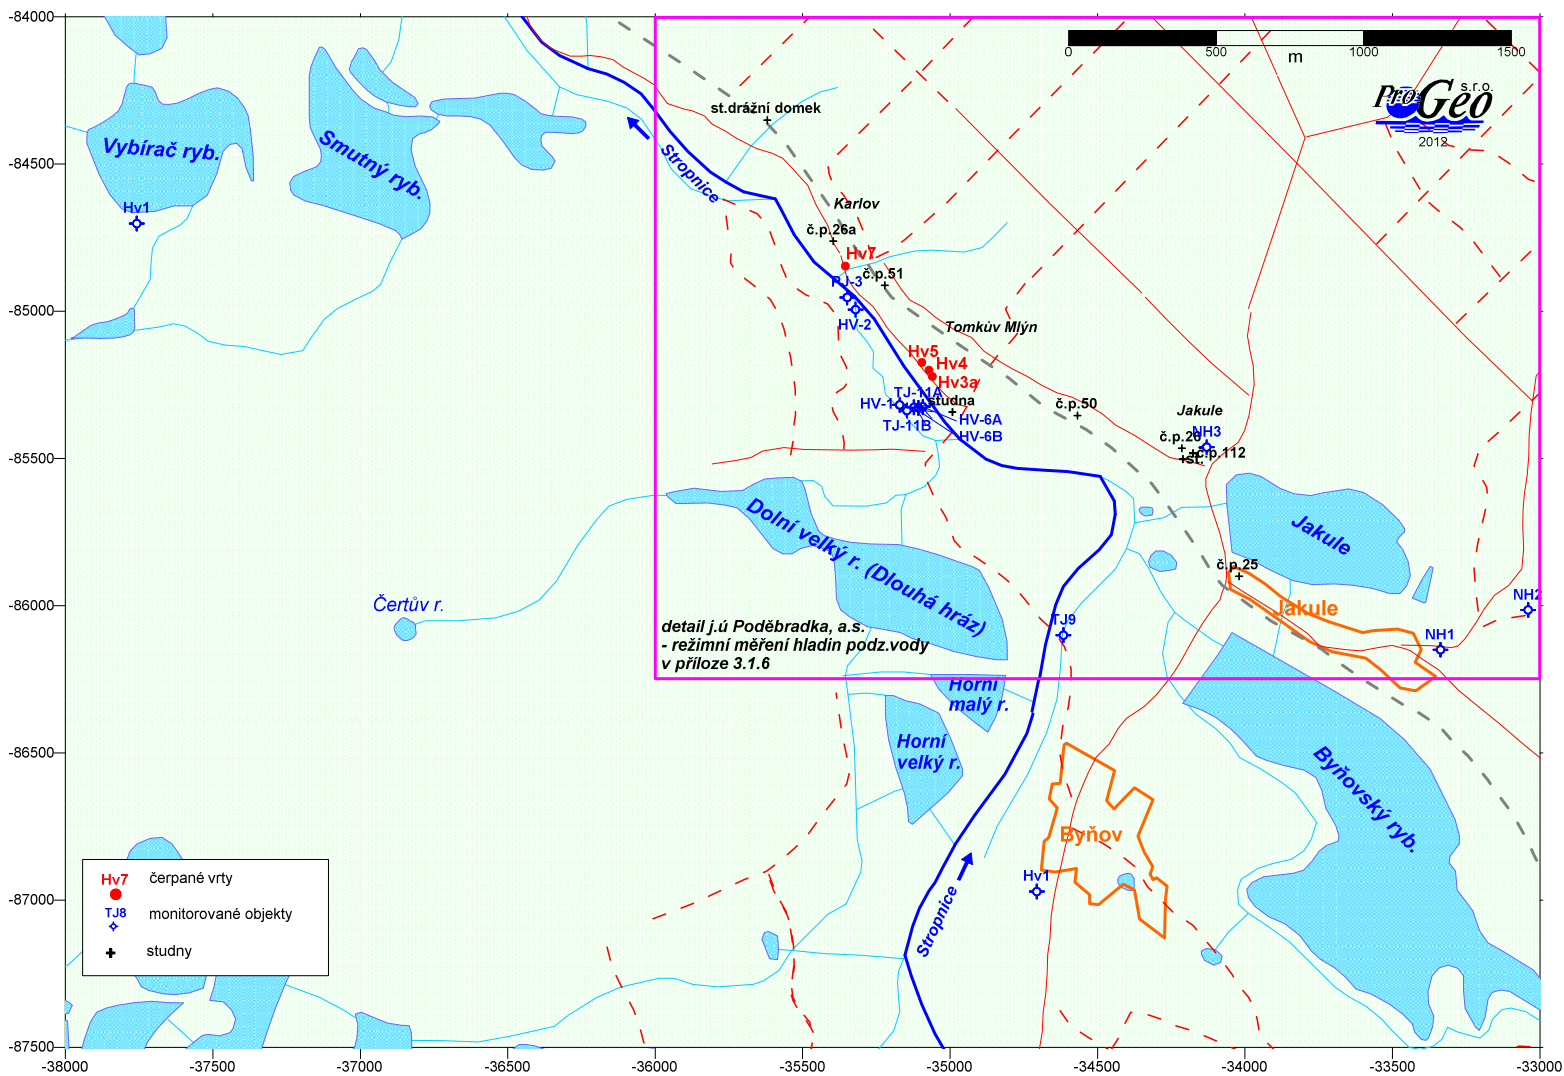 -84000
-84500
-85000
-85500
-86000
-86500
-87000
-87500
-38000
-37500
-37000
-36500
-36000
-35500
-35000
-34500
-34000
-33500
-33000
0
500
1000
1500
m
ProGeo s.r.o.
2012
st.drážní domek
Vybírač ryb.
Smutný ryb.
Stropnice
Hv1
Karlov
č.p.26a
Hv7
č.p.51
PJ-3
HV-2
Tomkův Mlýn
Hv5
Hv4
Hv3a
TJ-11A
studna
HV-1
TJ-11B
HV-6A
HV-6B
č.p.50
Jakule
č.p.26
NH3
č.p.112
st.
Dolní velký r. (Dlouhá hráz)
Jakule
č.p.25
Jakule
Čertův r.
NH2
TJ9
NH1
detail j.ú Poděbradka, a.s.
- režimní měření hladin podz.vody
v příloze 3.1.6
Horní
malý r.
Horní
velký r.
Byňovský ryb.
Byňov
Hv1
Stropnice
Hv7
čerpané vrty
TJ8
monitorované objekty
studny